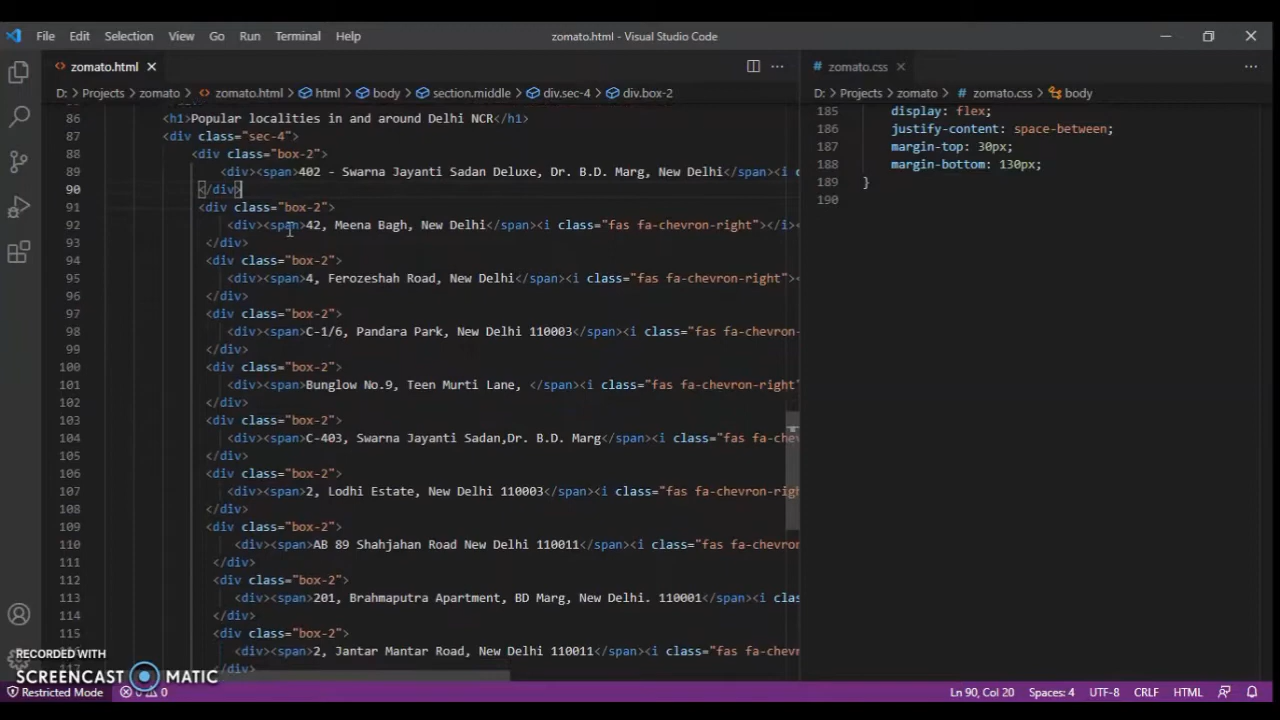 File Edit Selection View Go Run Terminal Help zomato.html - Visual Studio Code
zomato.html zomato.css
D: Projects zomato zomato.html html body section.middle div.sec-4 div.box-2
D: Projects zomato zomato.css body
86 <h1>Popular localities in and around Delhi NCR</h1>
87 <div class="sec-4">
88 <div class="box-2">
89 <div><span>402 - Swarna Jayanti Sadan Deluxe, Dr. B.D. Marg, New Delhi</span><i c
90 </div>
91 <div class="box-2">
92 <div><span>42, Meena Bagh, New Delhi</span><i class="fas fa-chevron-right"></i><
93 </div>
94 <div class="box-2">
95 <div><span>4, Ferozeshah Road, New Delhi</span><i class="fas fa-chevron-right"><
96 </div>
97 <div class="box-2">
98 <div><span>C-1/6, Pandara Park, New Delhi 110003</span><i class="fas fa-chevron-
99 </div>
100 <div class="box-2">
101 <div><span>Bunglow No.9, Teen Murti Lane, </span><i class="fas fa-chevron-right"
102 </div>
103 <div class="box-2">
104 <div><span>C-403, Swarna Jayanti Sadan,Dr. B.D. Marg</span><i class="fas fa-chev
105 </div>
106 <div class="box-2">
107 <div><span>2, Lodhi Estate, New Delhi 110003</span><i class="fas fa-chevron-righ
108 </div>
109 <div class="box-2">
110 <div><span>AB 89 Shahjahan Road New Delhi 110011</span><i class="fas fa-chevron-
111 </div>
112 <div class="box-2">
113 <div><span>201, Brahmaputra Apartment, BD Marg, New Delhi. 110001</span><i clas
114 </div>
115 <div class="box-2">
116 <div><span>2, Jantar Mantar Road, New Delhi 110011</span><i class="fas fa-chevro
117 </div>
185 display: flex;
186 justify-content: space-between;
187 margin-top: 30px;
188 margin-bottom: 130px;
189 }
190
RECORDED WITH
SCREENCAST MATIC
Restricted Mode 0 0 Ln 90, Col 20 Spaces: 4 UTF-8 CRLF HTML